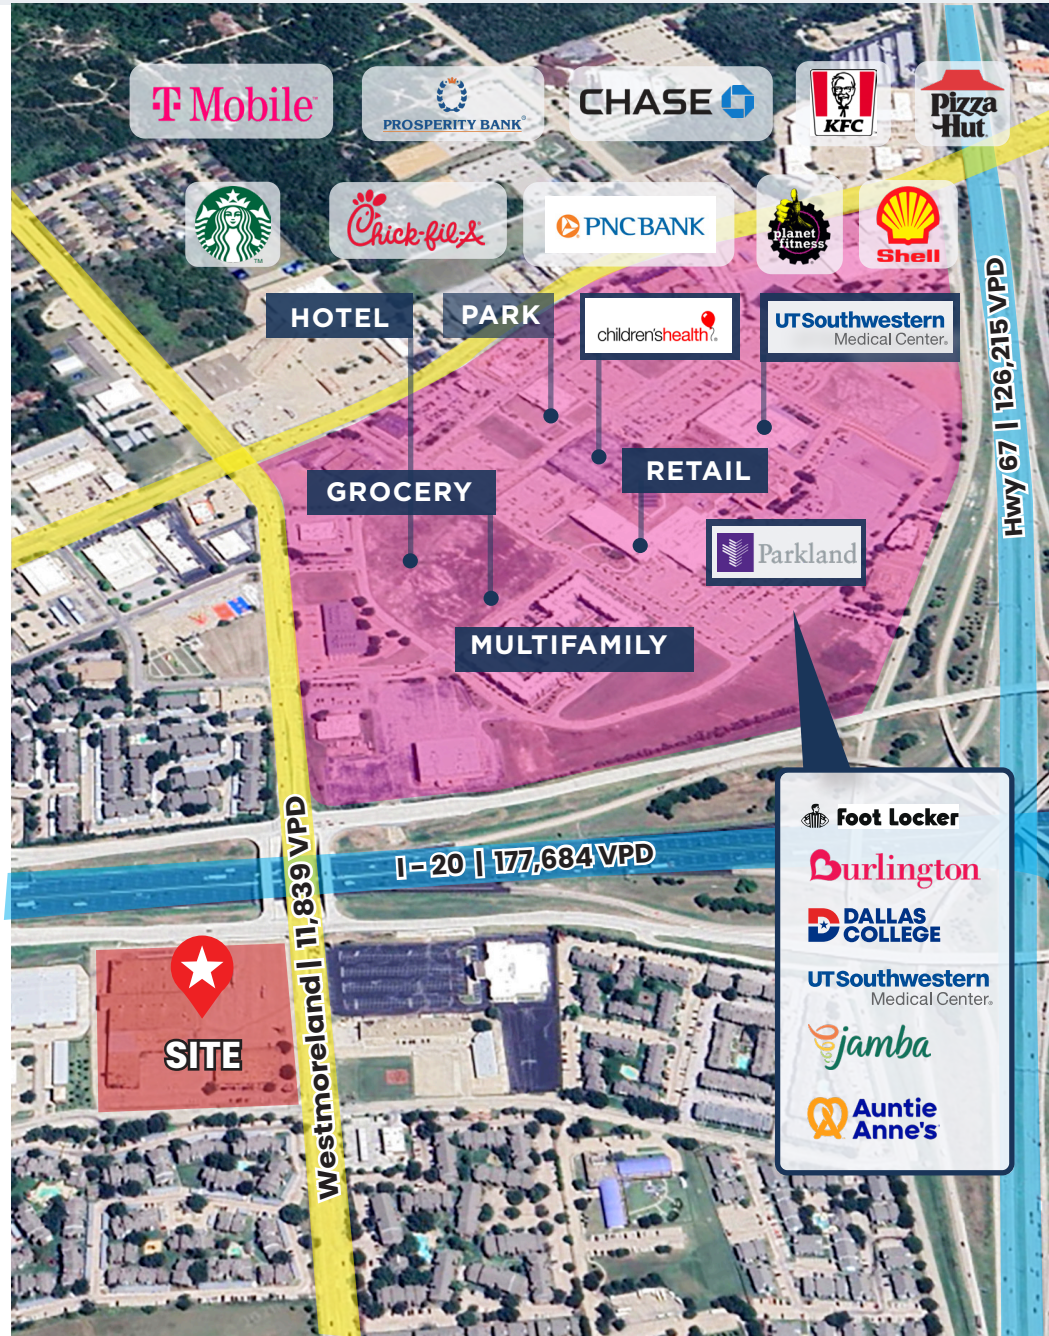 T Mobile
PROSPERITY BANK®
CHASE
KFC
Pizza
Hut
TM
Chick-fil-A
PNC BANK
planet
fitness
Shell
HOTEL
PARK
children'shealth
UT Southwestern
Medical Center®
Hwy 67 | 126,215 VPD
GROCERY
RETAIL
Parkland
MULTIFAMILY
I – 20 | 177,684 VPD
Westmoreland | 11,839 VPD
SITE
Foot Locker
Burlington
DALLAS
COLLEGE
UT Southwestern
Medical Center®
jamba
Auntie
Anne's